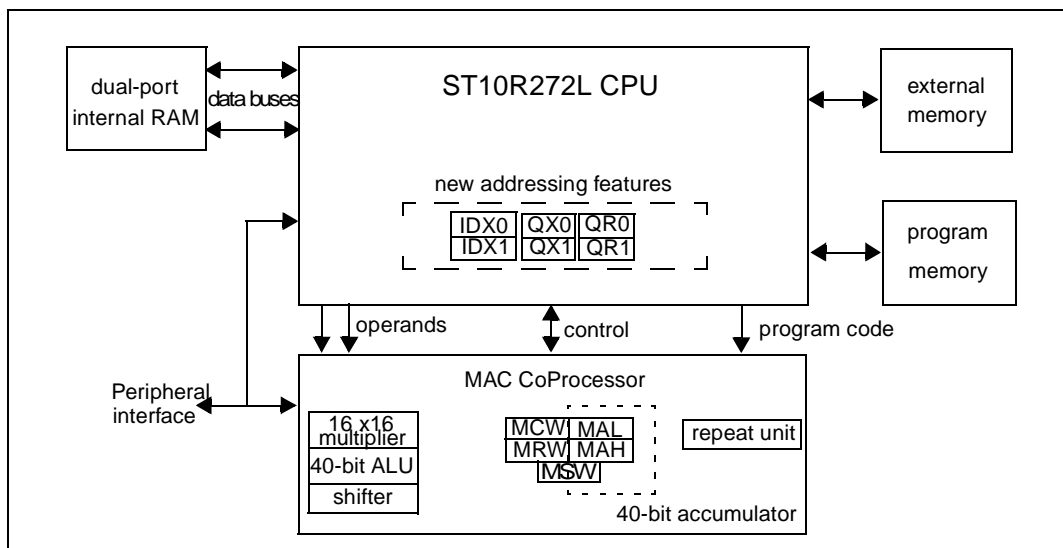 dual-port
internal RAM
data buses
ST10R272L CPU
external
memory
new addressing features
IDX0 QX0 QR0
IDX1 QX1 QR1
program
memory
operands
control
program code
MAC CoProcessor
Peripheral
interface
16 x16
multiplier
40-bit ALU
shifter
MCW MAL
MRW MAH
MSW
repeat unit
40-bit accumulator